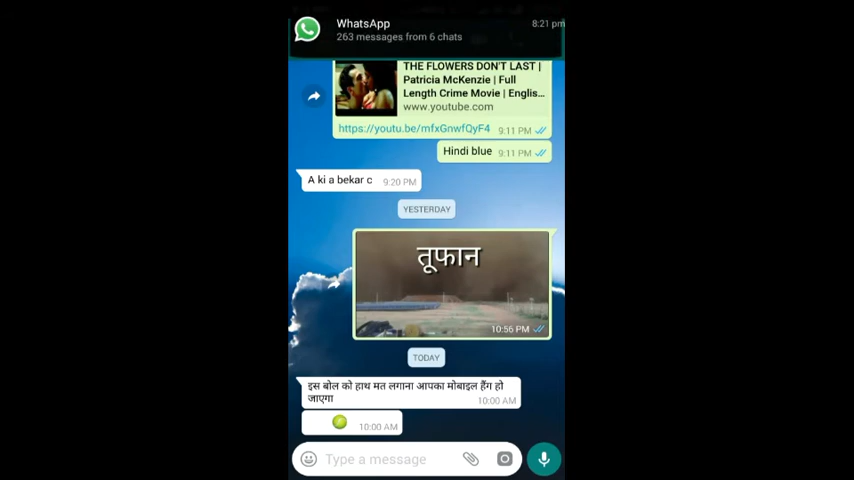 WhatsApp
8:21 pm
263 messages from 6 chats
THE FLOWERS DON'T LAST |
Patricia McKenzie | Full
Length Crime Movie | Englis...
www.youtube.com
https://youtu.be/mfxGnwfQyF4 9:11 PM
Hindi blue 9:11 PM
A ki a bekar c 9:20 PM
YESTERDAY
तूफान
10:56 PM
TODAY
इस बोल को हाथ मत लगाना आपका मोबाइल हैंग हो
जाएगा
10:00 AM
10:00 AM
Type a message